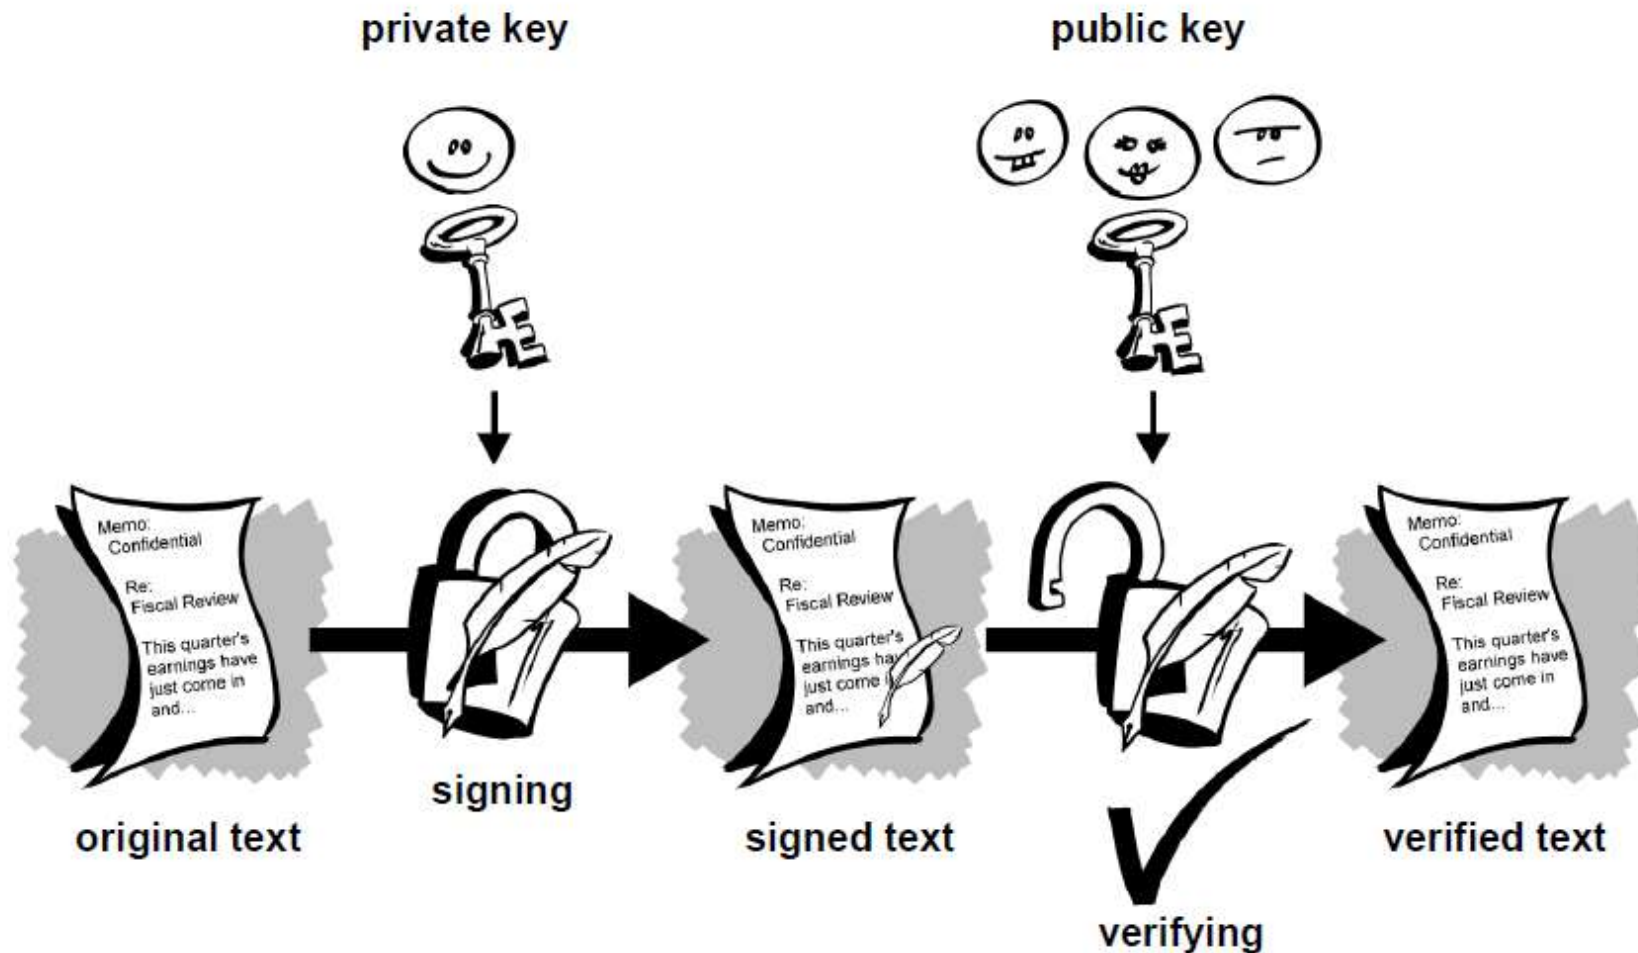 private key
public key
Memo:
Confidential
Re:
Fiscal Review
This quarter's
earnings have
just come in
and...
Memo:
Confidential
Re:
Fiscal Review
This quarter's
earnings hav
just come i
and...
Memo:
Confidential
Re:
Fiscal Review
This quarter's
earnings have
just come in
and...
signing
original text
signed text
verified text
verifying